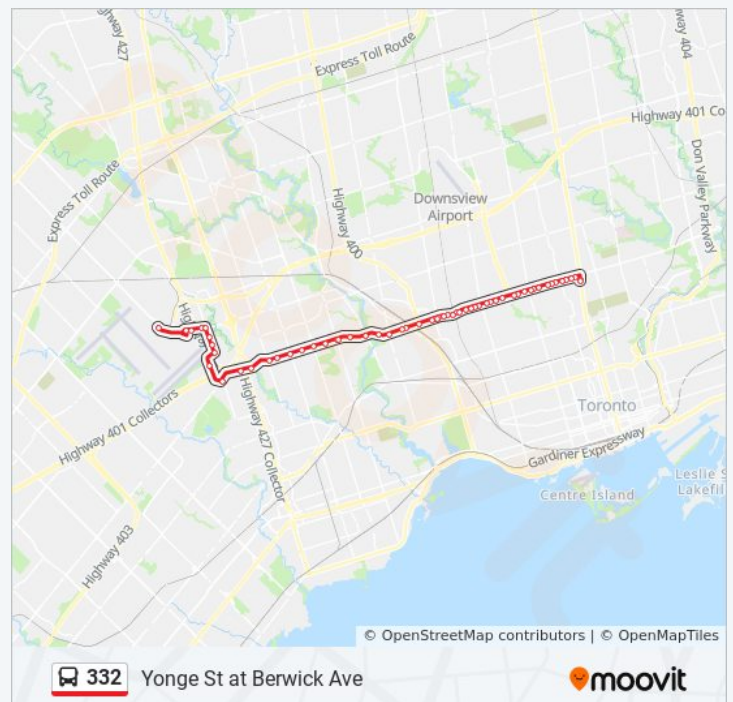 Highway 427
Express Toll Route
Highway 404
Highway 401 Co
Don Valley Parkway
Express Toll Route
Downsview
Airport
Highway 400
Highway 401 Collectors
Highway 427 Collector
Toronto
Gardiner Expressway
Leslie S
Lakefil
Centre Island
Highway 403
© OpenStreetMap contributors | © OpenMapTiles
332 Yonge St at Berwick Ave
moovit